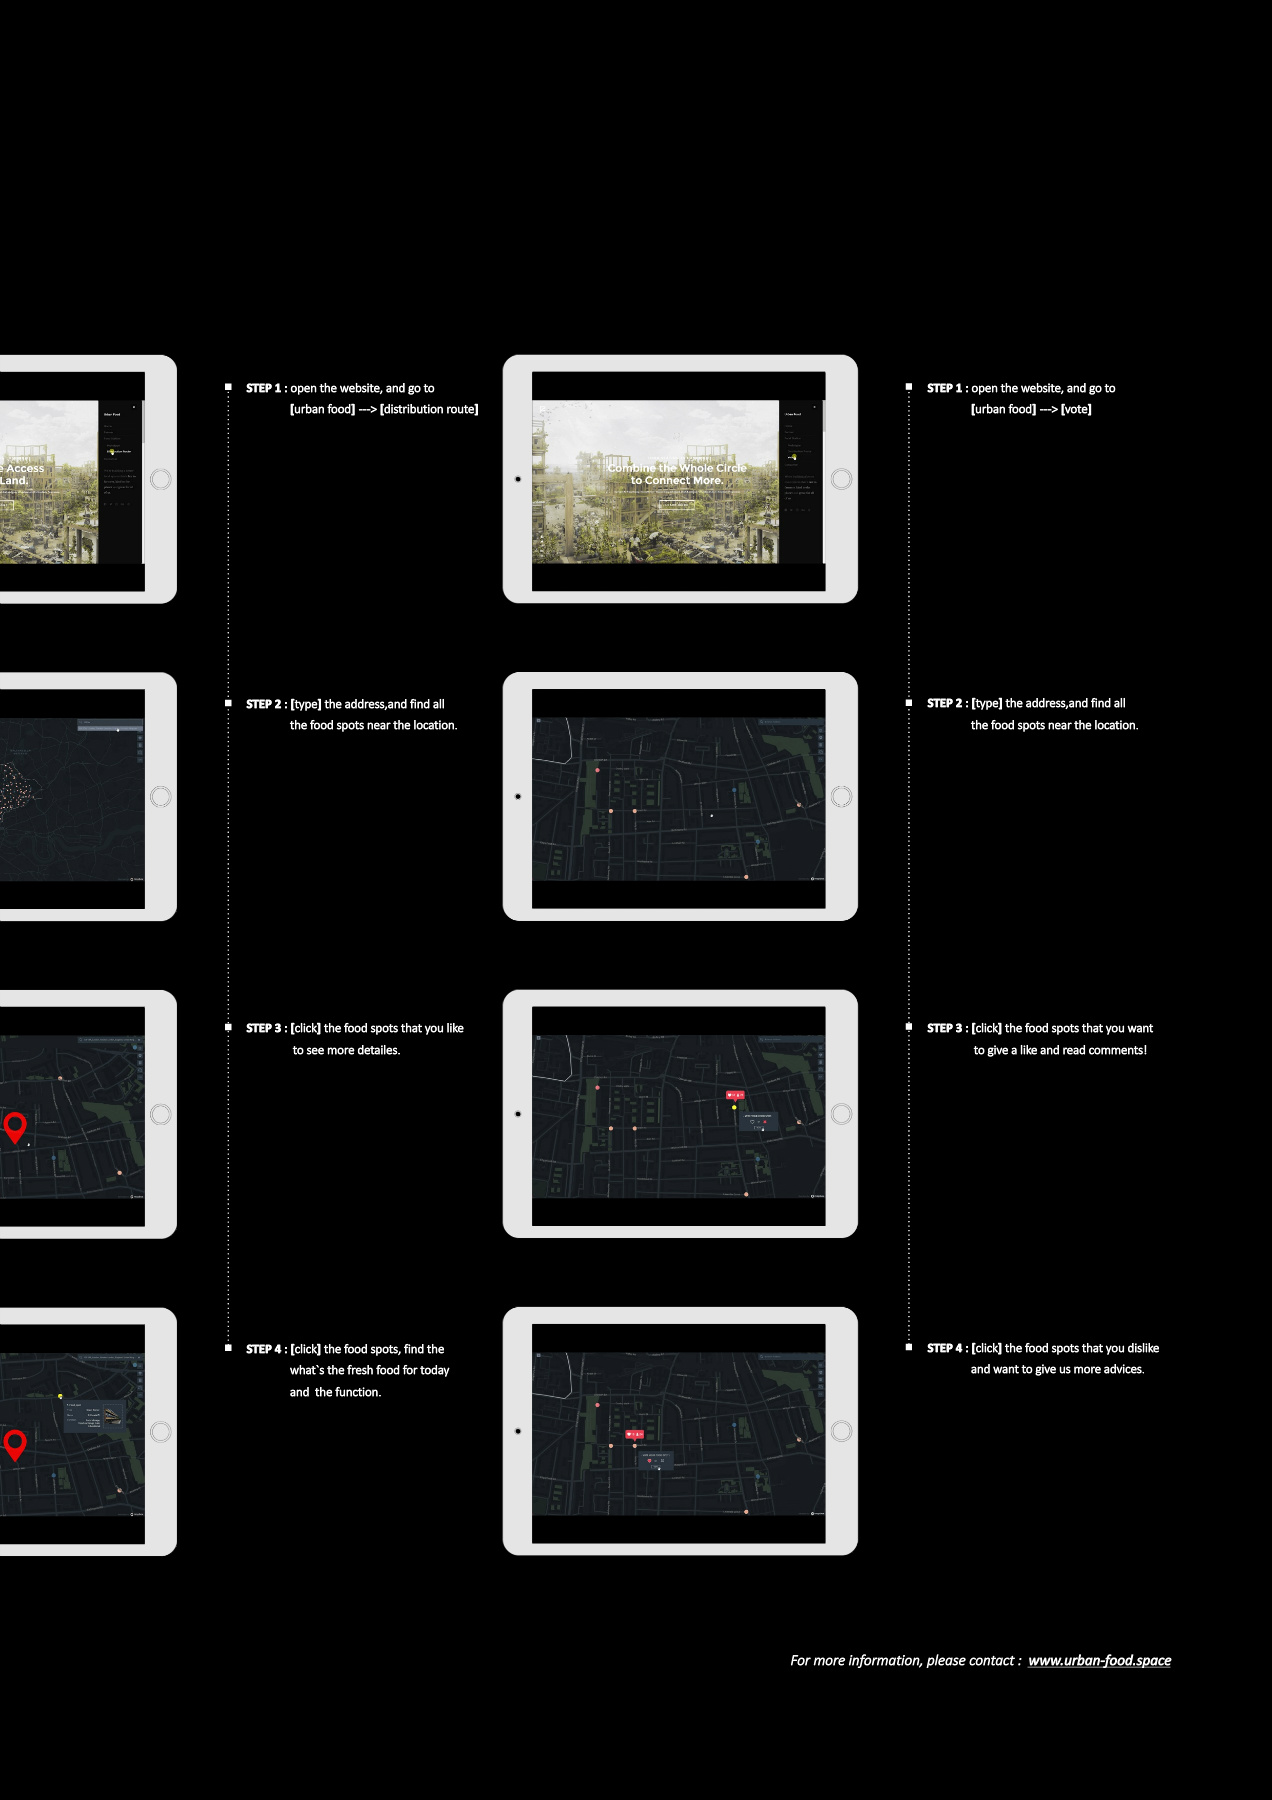 STEP 1 : open the website, and go to
[urban food] ---> [distribution route]
STEP 2 : [type] the address,and find all
the food spots near the location.
STEP 3 : [click] the food spots that you like
to see more detailes.
STEP 4 : [click] the food spots, find the
what`s the fresh food for today
and the function.
Access
Land.
Urban Food
Combine the Whole Circle
to Connect More.
Urban Food
STEP 1 : open the website, and go to
[urban food] ---> [vote]
STEP 2 : [type] the address,and find all
the food spots near the location.
STEP 3 : [click] the food spots that you want
to give a like and read comments!
STEP 4 : [click] the food spots that you dislike
and want to give us more advices.
For more information, please contact : www.urban-food.space